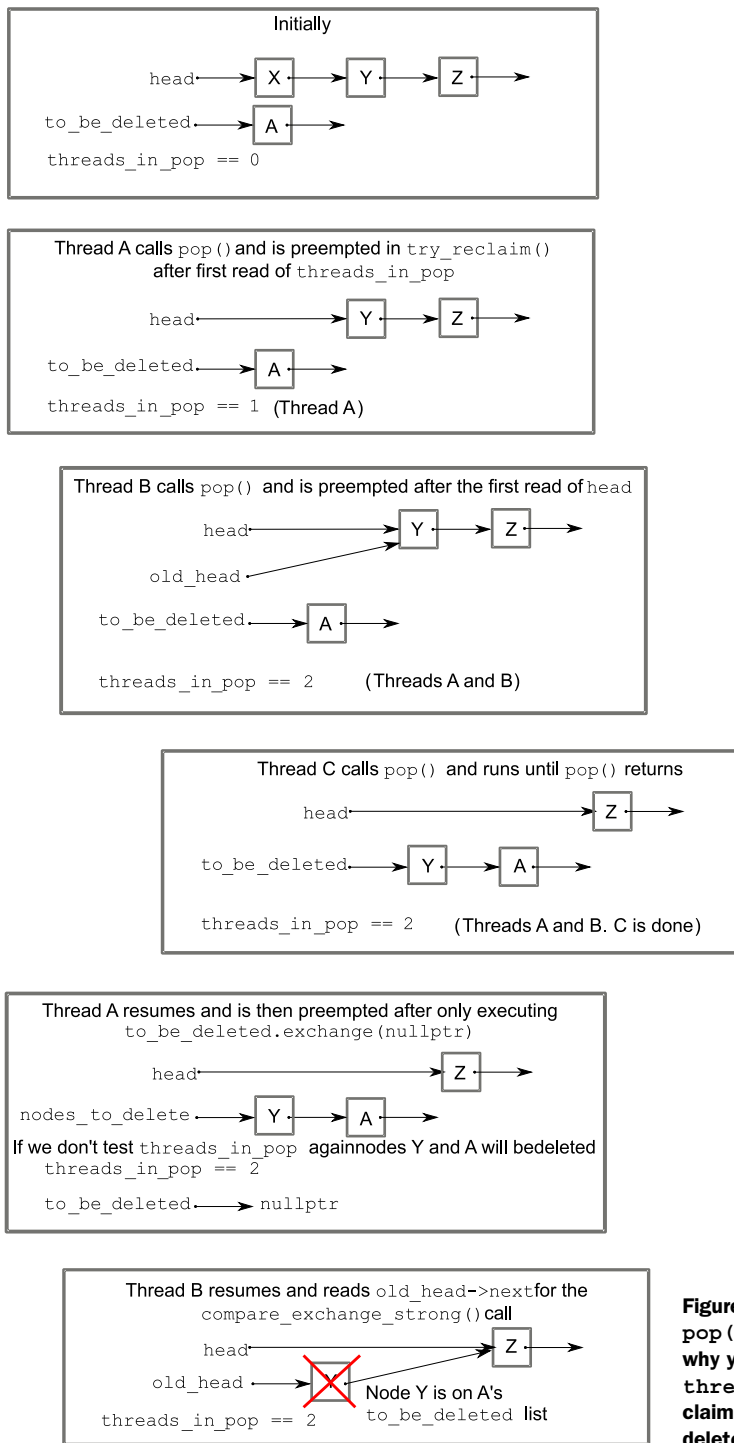 Initially
head X Y Z
to_be_deleted A
threads_in_pop == 0
Thread A calls pop() and is preempted in try_reclaim()
after first read of threads_in_pop
head Y Z
to_be_deleted A
threads_in_pop == 1 (Thread A)
Thread B calls pop() and is preempted after the first read of head
head Y Z
old_head
to_be_deleted A
threads_in_pop == 2 (Threads A and B)
Thread C calls pop() and runs until pop() returns
head Z
to_be_deleted Y A
threads_in_pop == 2 (Threads A and B. C is done)
Thread A resumes and is then preempted after only executing
to_be_deleted.exchange(nullptr)
head Z
nodes_to_delete Y A
If we don't test threads_in_pop againnodes Y and A will bedeleted
threads_in_pop == 2
to_be_deleted nullptr
Thread B resumes and reads old_head->next for the
compare_exchange_strong() call
head Z
old_head Y
Node Y is on A's
threads_in_pop == 2 to_be_deleted list
Figure
pop(
why y
thre
claim
delet